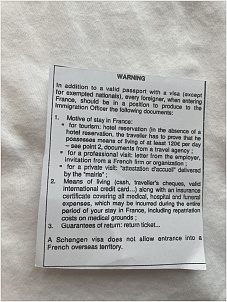 WARNING
In addition to a valid passport with a visa (except
for exempted nationals), every foreigner, when entering
France, should be in a position to produce to the
Immigration Officer the following documents:
1. Motive of stay in France:
* for tourism: hotel reservation (in the absence of a
hotel reservation, the traveller has to prove that he
possesses means of living of at least 120€ per day
– see point 2, documents from a travel agency ;
* for a professional visit: letter from the employer,
invitation from a French firm or organization ;
* for a private visit: "attestation d'accueil" delivered
by the "mairie" ;
2. Means of living (cash, traveller's cheques, valid
international credit card...) along with an insurance
certificate covering all medical, hospital and funeral
expenses, which may be incurred during the entire
period of your stay in France, including repatriation
costs on medical grounds ;
3. Guarantees of return: return ticket...
A Schengen visa does not allow entrance into a
French overseas territory.